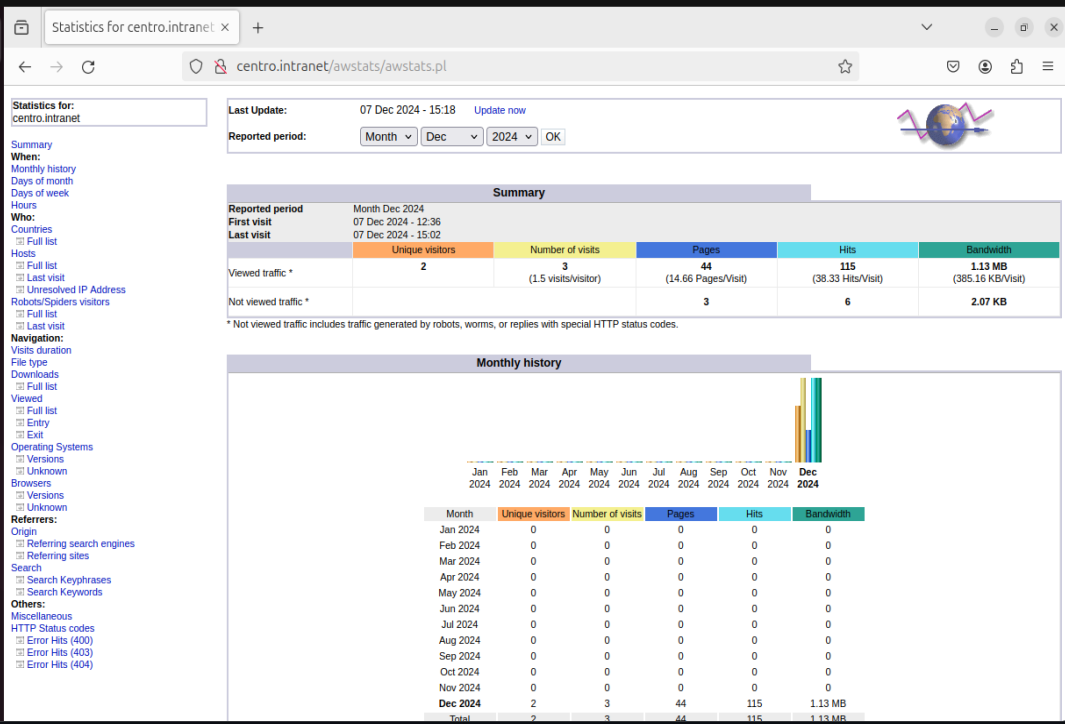 Statistics for centro.intranet
centro.intranet/awstats/awstats.pl
Statistics for:
centro.intranet
Summary
When:
Monthly history
Days of month
Days of week
Hours
Who:
Countries
Full list
Hosts
Full list
Last visit
Unresolved IP Address
Robots/Spiders visitors
Full list
Last visit
Navigation:
Visits duration
File type
Downloads
Full list
Viewed
Full list
Entry
Exit
Operating Systems
Versions
Unknown
Browsers
Versions
Unknown
Referrers:
Origin
Referring search engines
Referring sites
Search
Search Keyphrases
Search Keywords
Others:
Miscellaneous
HTTP Status codes
Error Hits (400)
Error Hits (403)
Error Hits (404)
Last Update: 07 Dec 2024 - 15:18 Update now
Reported period: Month Dec 2024 OK
Summary
Reported period Month Dec 2024
First visit 07 Dec 2024 - 12:36
Last visit 07 Dec 2024 - 15:02
Unique visitors Number of visits Pages Hits Bandwidth
Viewed traffic * 2 3 44 115 1.13 MB
(1.5 visits/visitor) (14.66 Pages/Visit) (38.33 Hits/Visit) (385.16 KB/Visit)
Not viewed traffic * 3 6 2.07 KB
* Not viewed traffic includes traffic generated by robots, worms, or replies with special HTTP status codes.
Monthly history
Jan Feb Mar Apr May Jun Jul Aug Sep Oct Nov Dec
2024 2024 2024 2024 2024 2024 2024 2024 2024 2024 2024 2024
Month Unique visitors Number of visits Pages Hits Bandwidth
Jan 2024 0 0 0 0 0
Feb 2024 0 0 0 0 0
Mar 2024 0 0 0 0 0
Apr 2024 0 0 0 0 0
May 2024 0 0 0 0 0
Jun 2024 0 0 0 0 0
Jul 2024 0 0 0 0 0
Aug 2024 0 0 0 0 0
Sep 2024 0 0 0 0 0
Oct 2024 0 0 0 0 0
Nov 2024 0 0 0 0 0
Dec 2024 2 3 44 115 1.13 MB
Total 2 3 44 115 1.13 MB